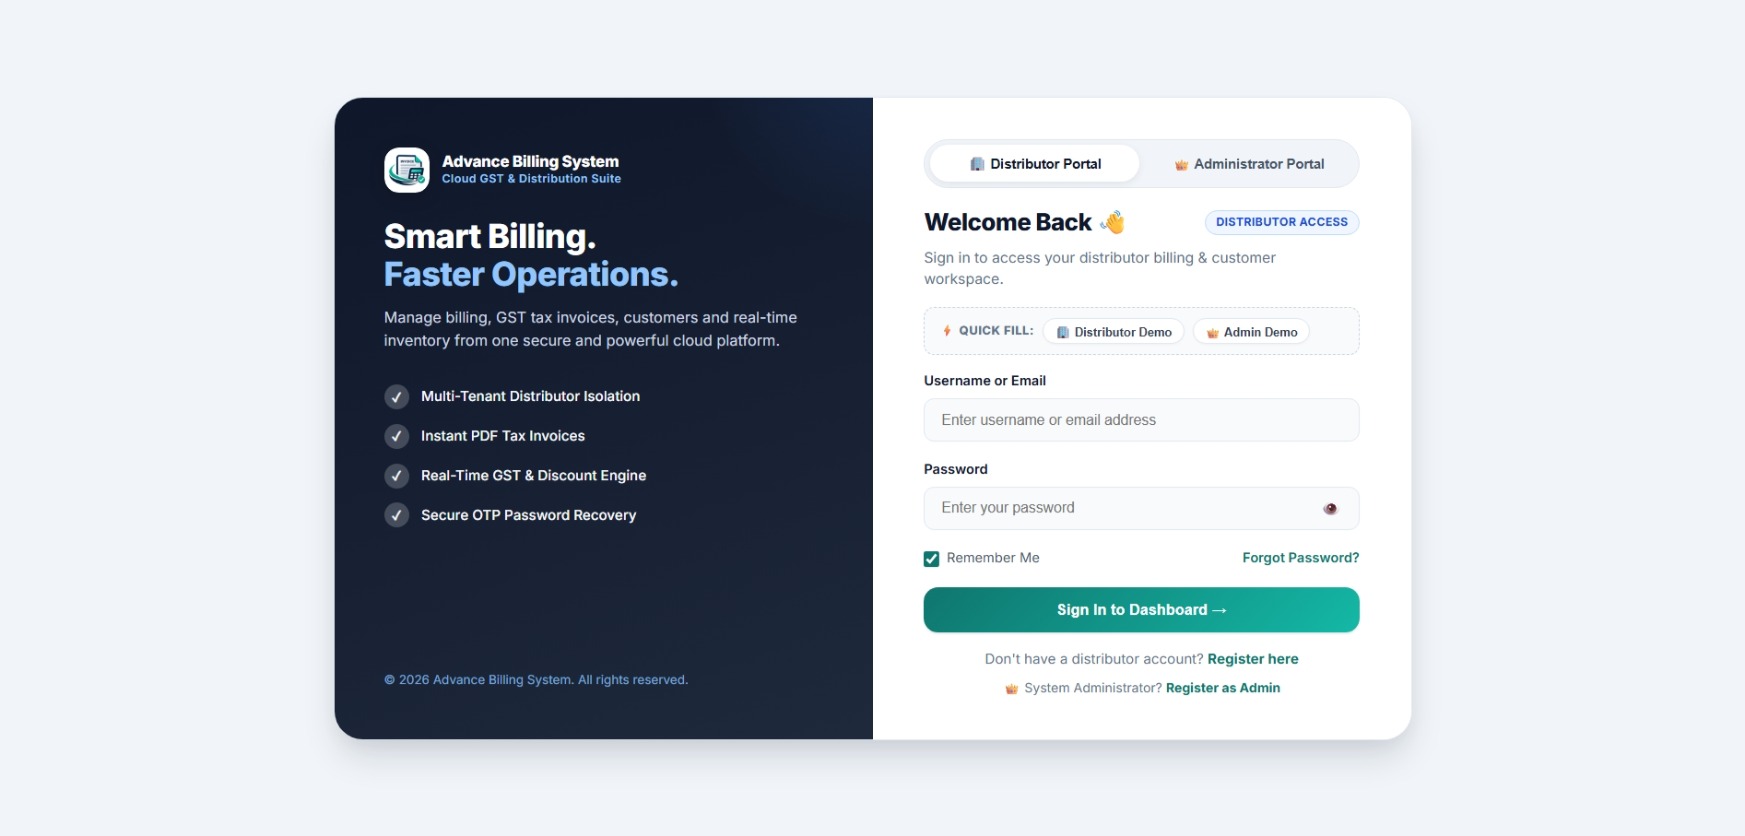 Advance Billing System
Cloud GST & Distribution Suite
Smart Billing.
Faster Operations.
Manage billing, GST tax invoices, customers and real-time
inventory from one secure and powerful cloud platform.
✓ Multi-Tenant Distributor Isolation
✓ Instant PDF Tax Invoices
✓ Real-Time GST & Discount Engine
✓ Secure OTP Password Recovery
© 2026 Advance Billing System. All rights reserved.
🏢 Distributor Portal
👑 Administrator Portal
Welcome Back 👋
DISTRIBUTOR ACCESS
Sign in to access your distributor billing & customer
workspace.
⚡ QUICK FILL: 🏢 Distributor Demo 👑 Admin Demo
Username or Email
Enter username or email address
Password
Enter your password
Remember Me
Forgot Password?
Sign In to Dashboard →
Don't have a distributor account? Register here
👑 System Administrator? Register as Admin